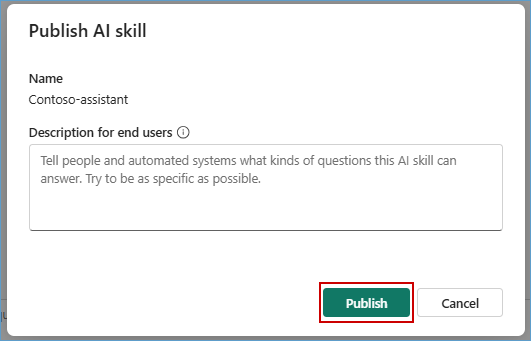 Publish AI skill
Name
Contoso-assistant
Description for end users
Tell people and automated systems what kinds of questions this AI skill can
answer. Try to be as specific as possible.
Publish Cancel